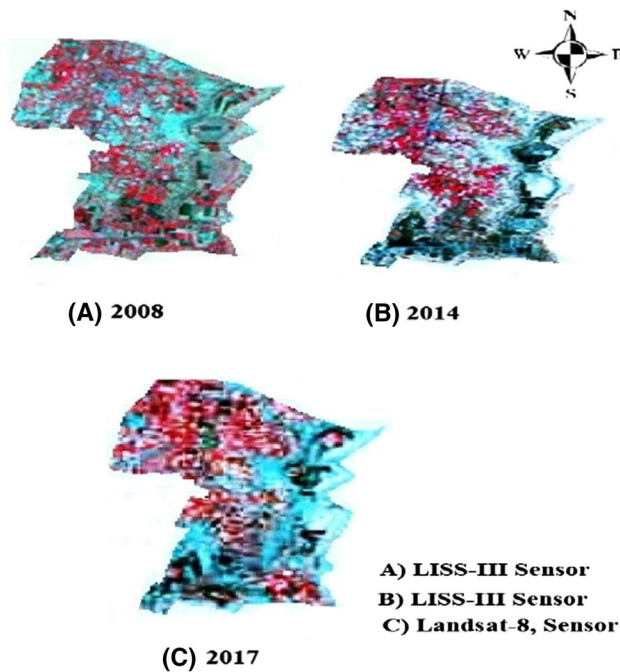 N
W E
S
(A) 2008
(B) 2014
A) LISS-III Sensor
B) LISS-III Sensor
C) Landsat-8, Sensor
(C) 2017